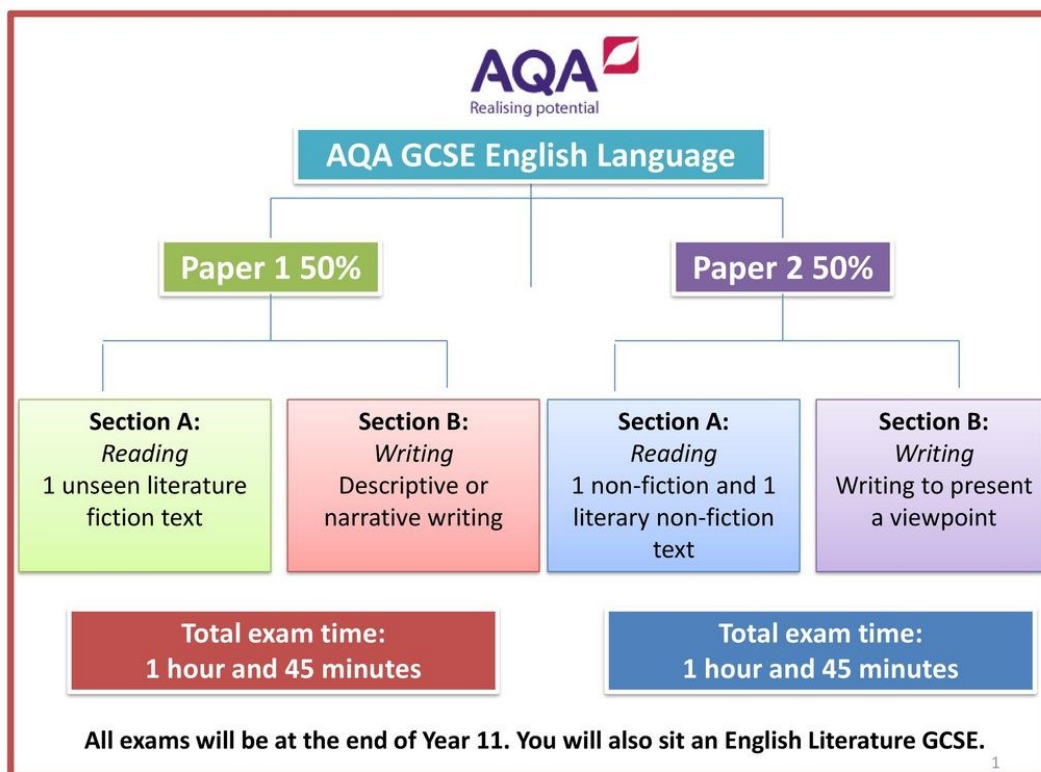 AQA
Realising potential
AQA GCSE English Language
Paper 1 50%
Paper 2 50%
Section A:
Reading
1 unseen literature
fiction text
Section B:
Writing
Descriptive or
narrative writing
Section A:
Reading
1 non-fiction and 1
literary non-fiction
text
Section B:
Writing
Writing to present
a viewpoint
Total exam time:
1 hour and 45 minutes
Total exam time:
1 hour and 45 minutes
All exams will be at the end of Year 11. You will also sit an English Literature GCSE.
1